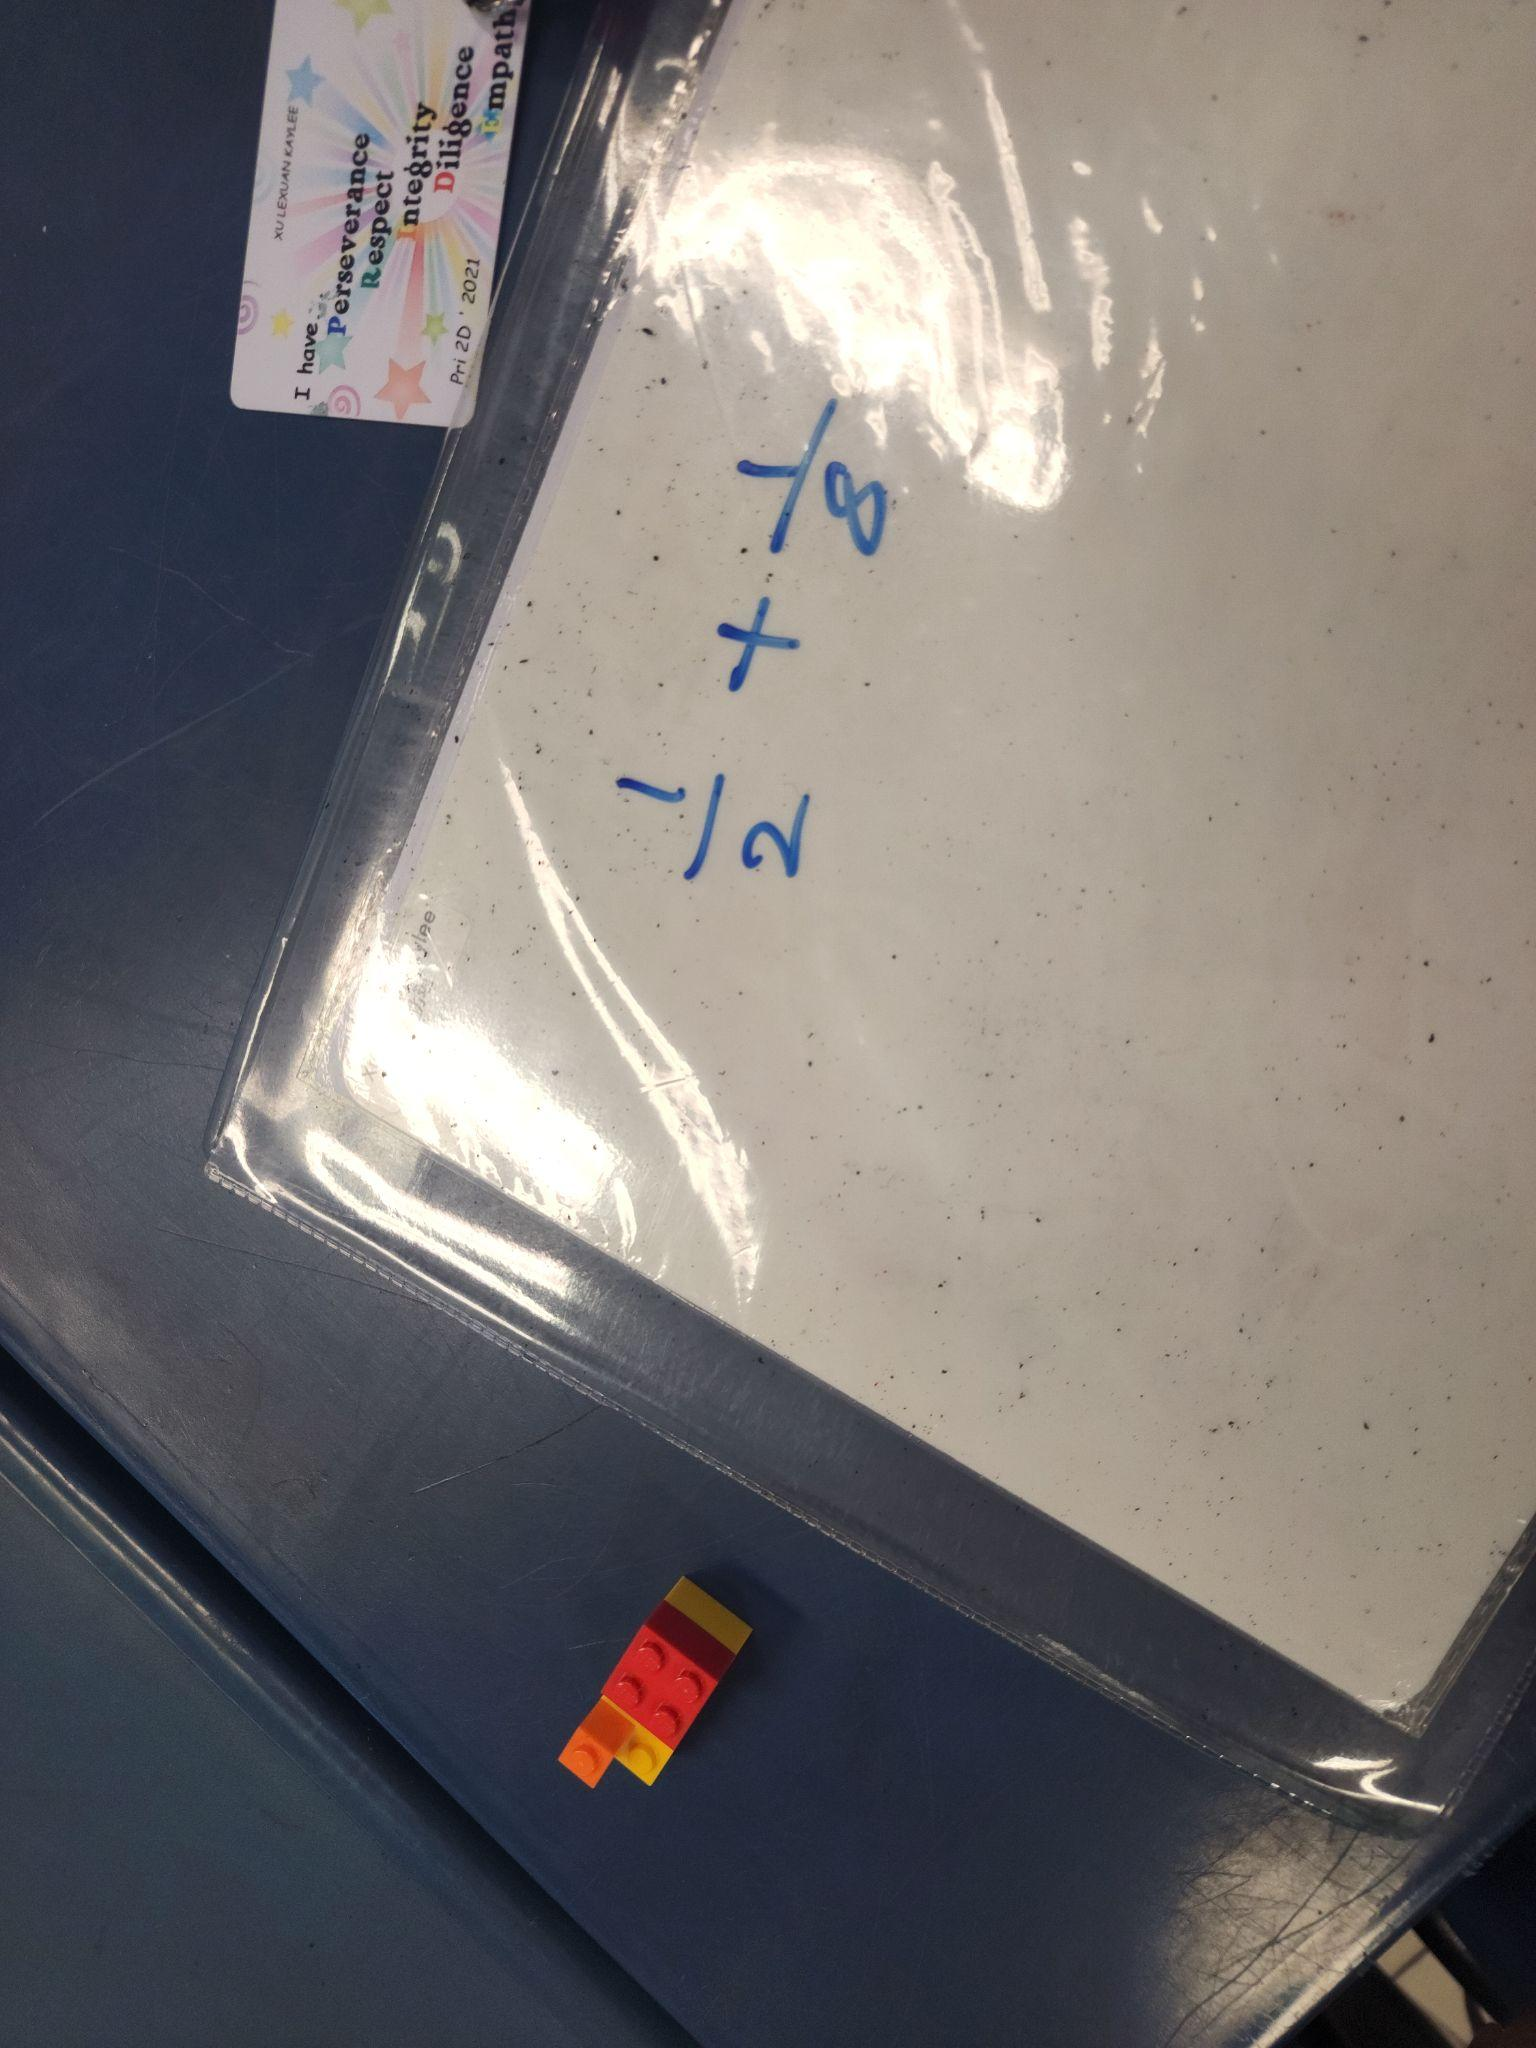 XU LEXUAN KAYLEE
I have...
Perseverance
Respect
Integrity
Diligence
Empathy
Pri 2D ' 2021
1/2 + 1/8